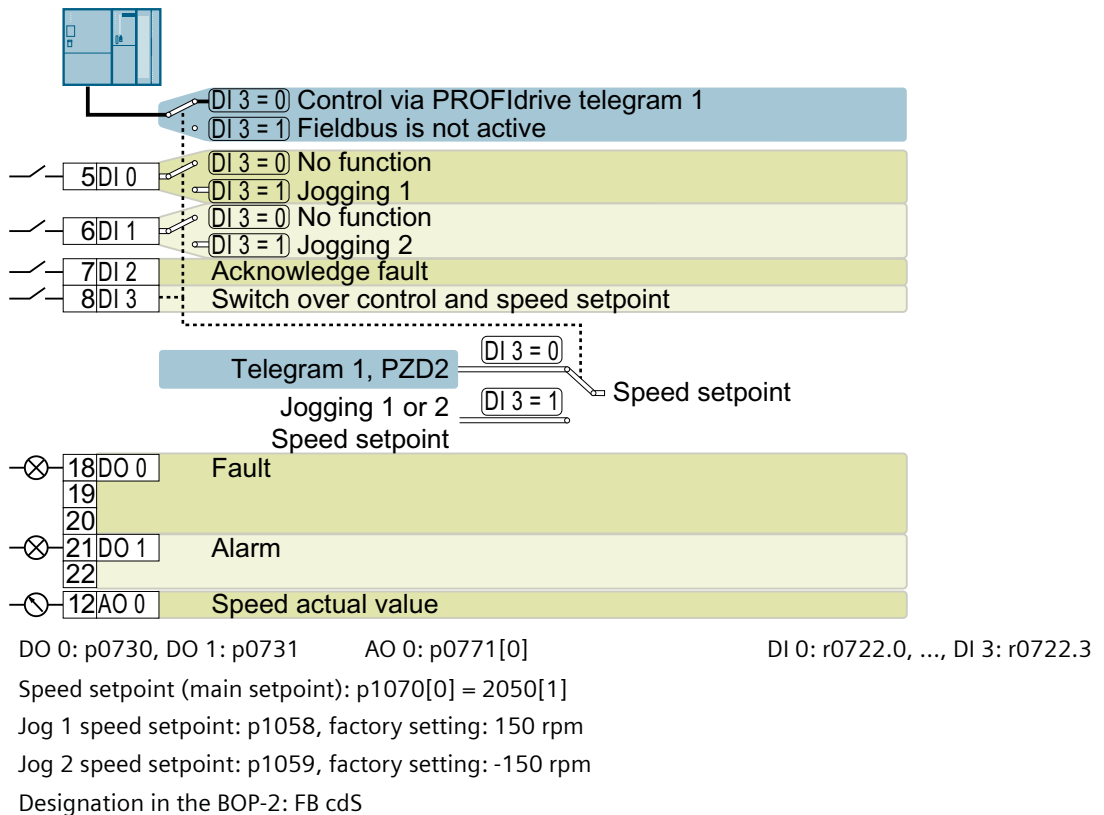 DI 3 = 0 Control via PROFIdrive telegram 1
DI 3 = 1 Fieldbus is not active
5 DI 0 DI 3 = 0 No function
DI 3 = 1 Jogging 1
6 DI 1 DI 3 = 0 No function
DI 3 = 1 Jogging 2
7 DI 2 Acknowledge fault
8 DI 3 Switch over control and speed setpoint
Telegram 1, PZD2 DI 3 = 0
Speed setpoint
Jogging 1 or 2 DI 3 = 1
Speed setpoint
18 DO 0 Fault
19
20
21 DO 1 Alarm
22
12 AO 0 Speed actual value
DO 0: p0730, DO 1: p0731 AO 0: p0771[0] DI 0: r0722.0, ..., DI 3: r0722.3
Speed setpoint (main setpoint): p1070[0] = 2050[1]
Jog 1 speed setpoint: p1058, factory setting: 150 rpm
Jog 2 speed setpoint: p1059, factory setting: -150 rpm
Designation in the BOP-2: FB cdS